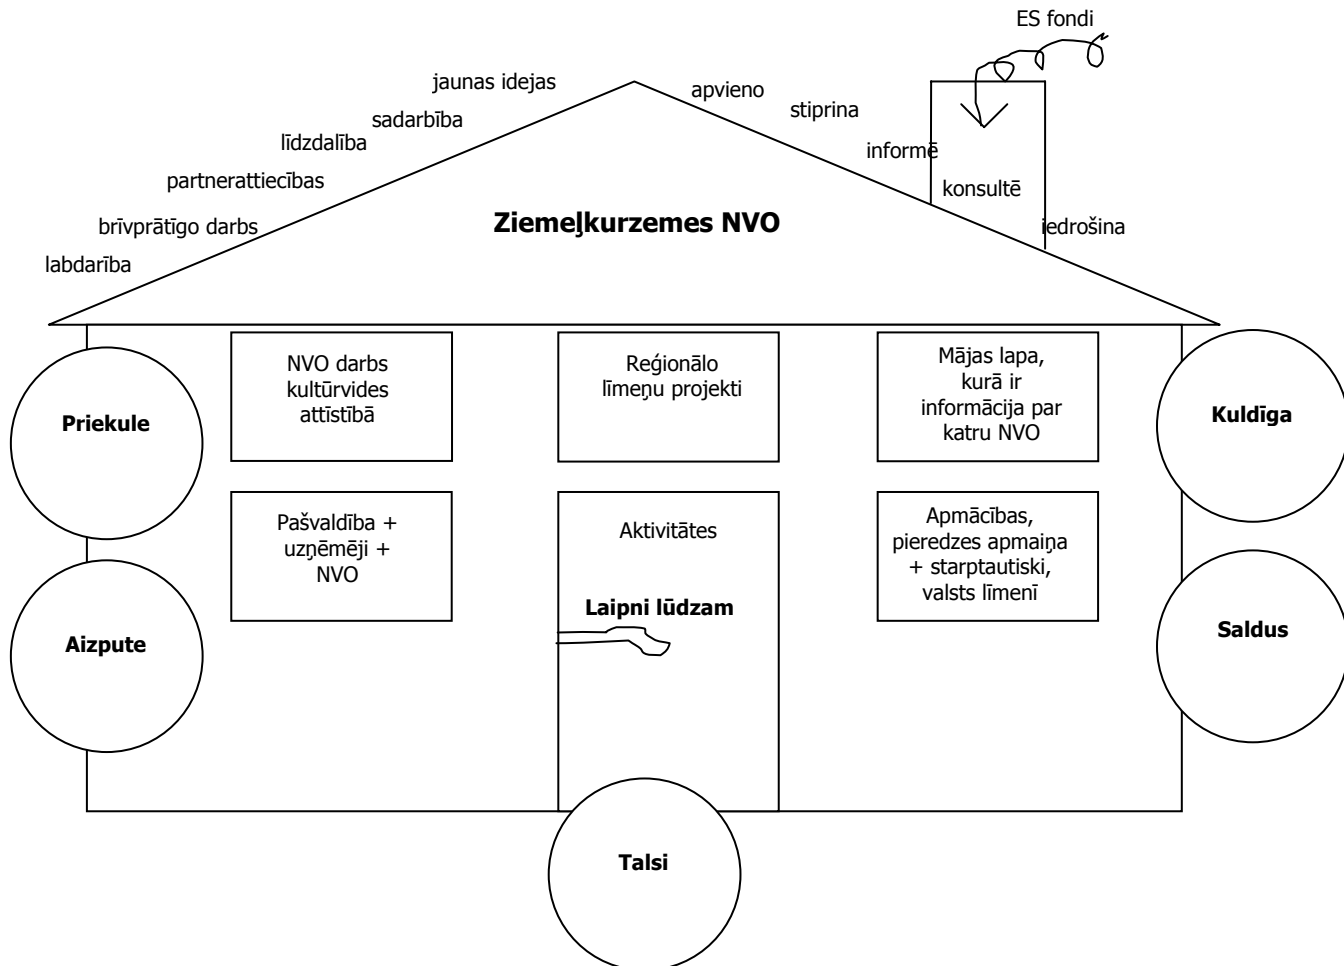 ES fondi
jaunas idejas
sadarbība
līdzdalība
partnerattiecības
brīvprātīgo darbs
labdarība
apvieno
stiprina
informē
konsultē
iedrošina
Ziemeļkurzemes NVO
NVO darbs
kultūrvides
attīstībā
Reģionālo
līmeņu projekti
Mājas lapa,
kurā ir
informācija par
katru NVO
Priekule
Kuldīga
Pašvaldība +
uzņēmēji +
NVO
Aktivitātes
Laipni lūdzam
Apmācības,
pieredzes apmaiņa
+ starptautiski,
valsts līmenī
Aizpute
Saldus
Talsi